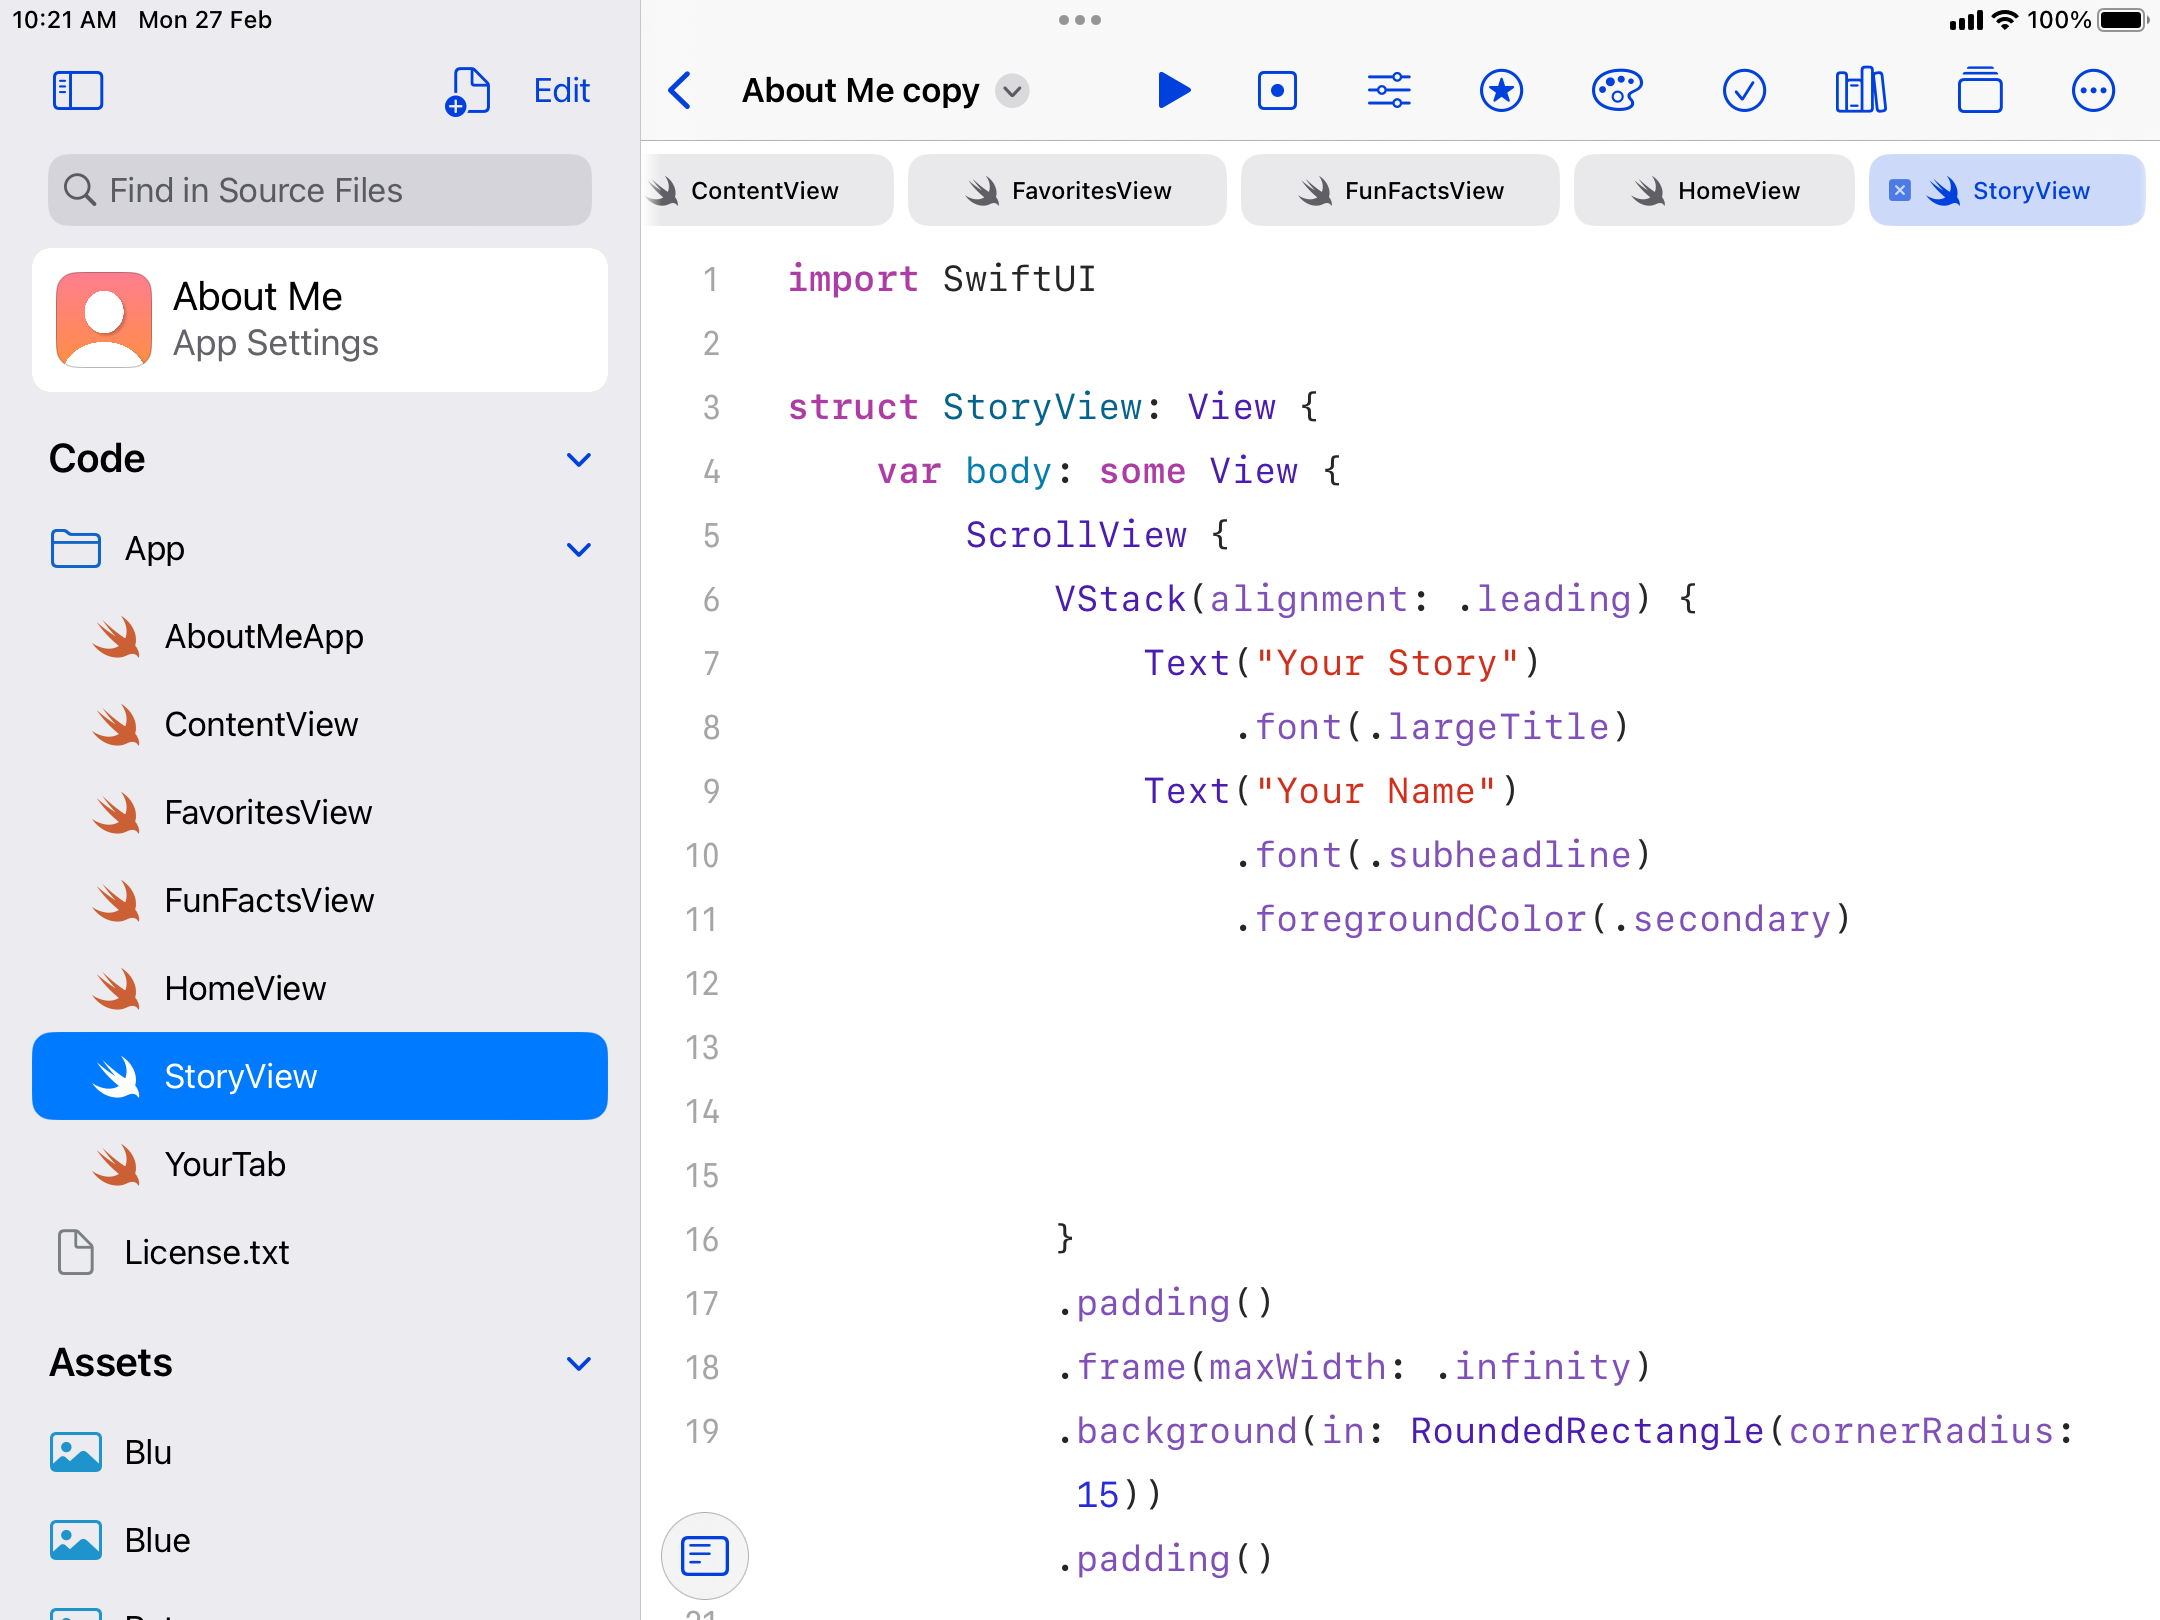 10:21 AM Mon 27 Feb
100%
Edit
About Me copy
Find in Source Files
ContentView
FavoritesView
FunFactsView
HomeView
StoryView
About Me
App Settings
Code
App
AboutMeApp
ContentView
FavoritesView
FunFactsView
HomeView
StoryView
YourTab
License.txt
Assets
Blu
Blue
1 import SwiftUI
2
3 struct StoryView: View {
4 var body: some View {
5 ScrollView {
6 VStack(alignment: .leading) {
7 Text("Your Story")
8 .font(.largeTitle)
9 Text("Your Name")
10 .font(.subheadline)
11 .foregroundColor(.secondary)
12
13
14
15
16 }
17 .padding()
18 .frame(maxWidth: .infinity)
19 .background(in: RoundedRectangle(cornerRadius:
15))
.padding()
21